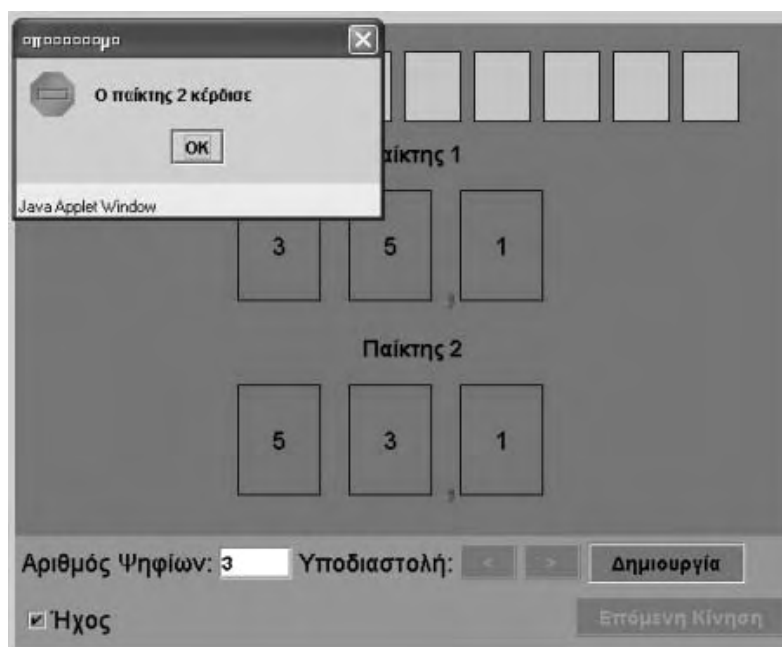 Ο παίκτης 2 κέρδισε
OK
Java Applet Window
αίκτης 1
3 5 , 1
Παίκτης 2
5 3 , 1
Αριθμός Ψηφίων: 3 Υποδιαστολή: < > Δημιουργία
Ήχος Επόμενη Κίνηση